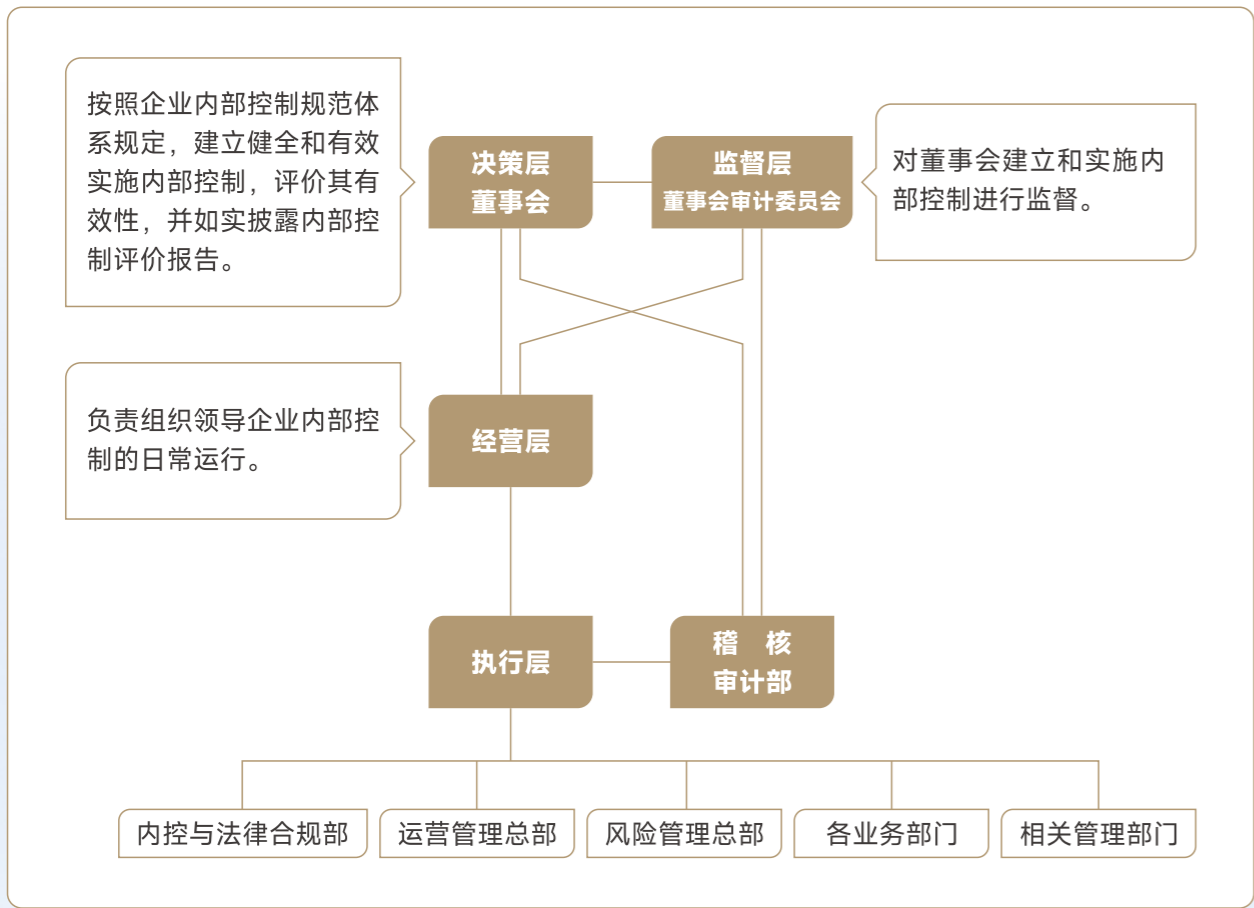 按照企业内部控制规范体
系规定，建立健全和有效
实施内部控制，评价其有
效性，并如实披露内部控
制评价报告。
决策层
董事会
监督层
董事会审计委员会
对董事会建立和实施内
部控制进行监督。
负责组织领导企业内部控
制的日常运行。
经营层
执行层
稽　核
审计部
内控与法律合规部
运营管理总部
风险管理总部
各业务部门
相关管理部门